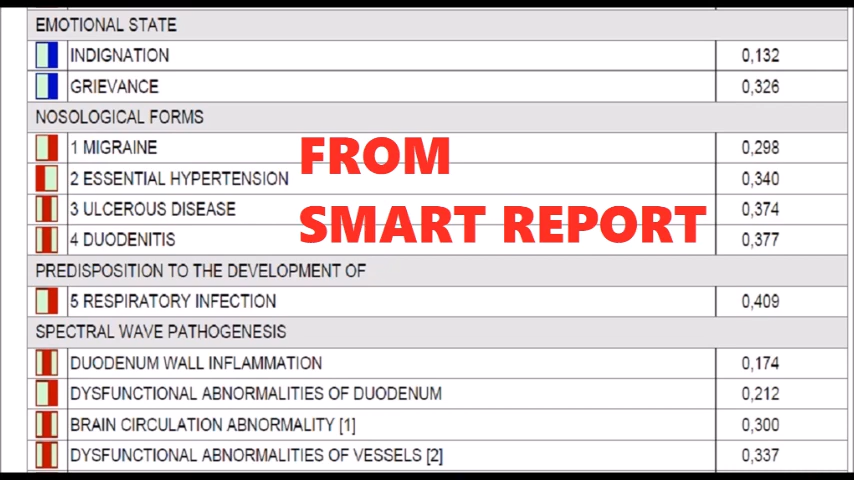 EMOTIONAL STATE
INDIGNATION 0,132
GRIEVANCE 0,326
NOSOLOGICAL FORMS
1 MIGRAINE 0,298
2 ESSENTIAL HYPERTENSION 0,340
3 ULCEROUS DISEASE 0,374
4 DUODENITIS 0,377
FROM
SMART REPORT
PREDISPOSITION TO THE DEVELOPMENT OF
5 RESPIRATORY INFECTION 0,409
SPECTRAL WAVE PATHOGENESIS
DUODENUM WALL INFLAMMATION 0,174
DYSFUNCTIONAL ABNORMALITIES OF DUODENUM 0,212
BRAIN CIRCULATION ABNORMALITY [1] 0,300
DYSFUNCTIONAL ABNORMALITIES OF VESSELS [2] 0,337